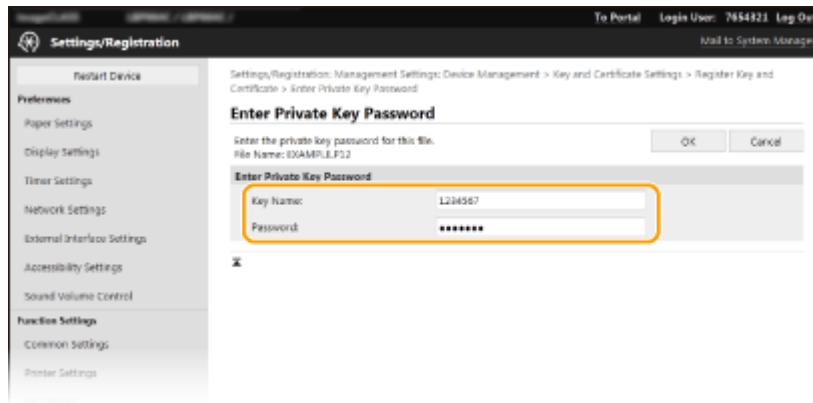 To Portal Login User: 7654321 Log Ou
Settings/Registration
Mail to System Manage
Restart Device
Preferences
Paper Settings
Display Settings
Timer Settings
Network Settings
External Interface Settings
Accessibility Settings
Sound Volume Control
Function Settings
Common Settings
Printer Settings
Settings/Registration: Management Settings: Device Management > Key and Certificate Settings > Register Key and
Certificate > Enter Private Key Password
Enter Private Key Password
Enter the private key password for this file.
File Name: EXAMPLE.P12
OK Cancel
Enter Private Key Password
Key Name: 1234567
Password: •••••••